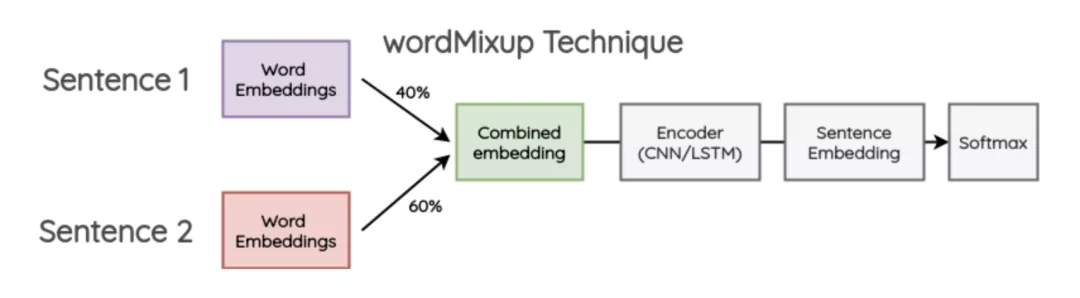 wordMixup Technique
Sentence 1
Word
Embeddings
40%
Combined
embedding
Encoder
(CNN/LSTM)
Sentence
Embedding
Softmax
60%
Sentence 2
Word
Embeddings